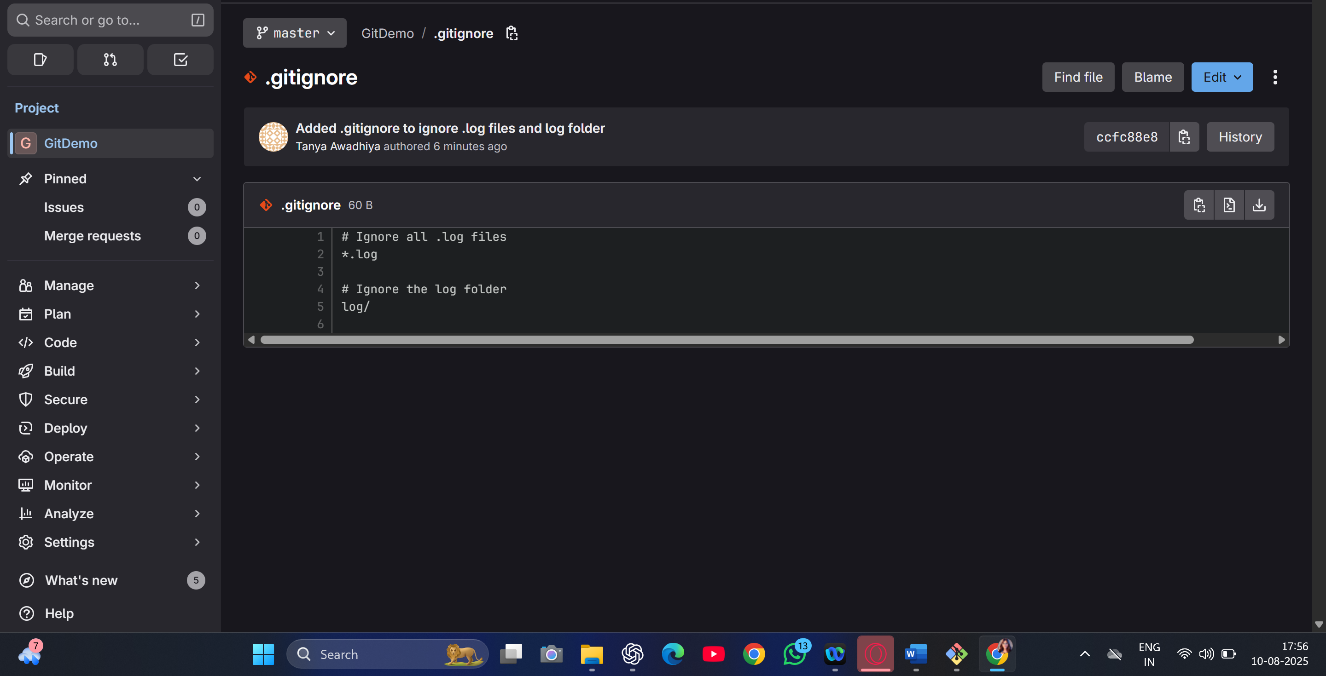 Search or go to... /
Project
G GitDemo
Pinned
Issues 0
Merge requests 0
Manage
Plan
Code
Build
Secure
Deploy
Operate
Monitor
Analyze
Settings
What's new 5
Help
master GitDemo / .gitignore
.gitignore
Find file Blame Edit
Added .gitignore to ignore .log files and log folder
Tanya Awadhiya authored 6 minutes ago
ccfc88e8 History
.gitignore 60 B
1 # Ignore all .log files
2 *.log
3
4 # Ignore the log folder
5 log/
6
7
Search
13
W
ENG
IN
17:56
10-08-2025